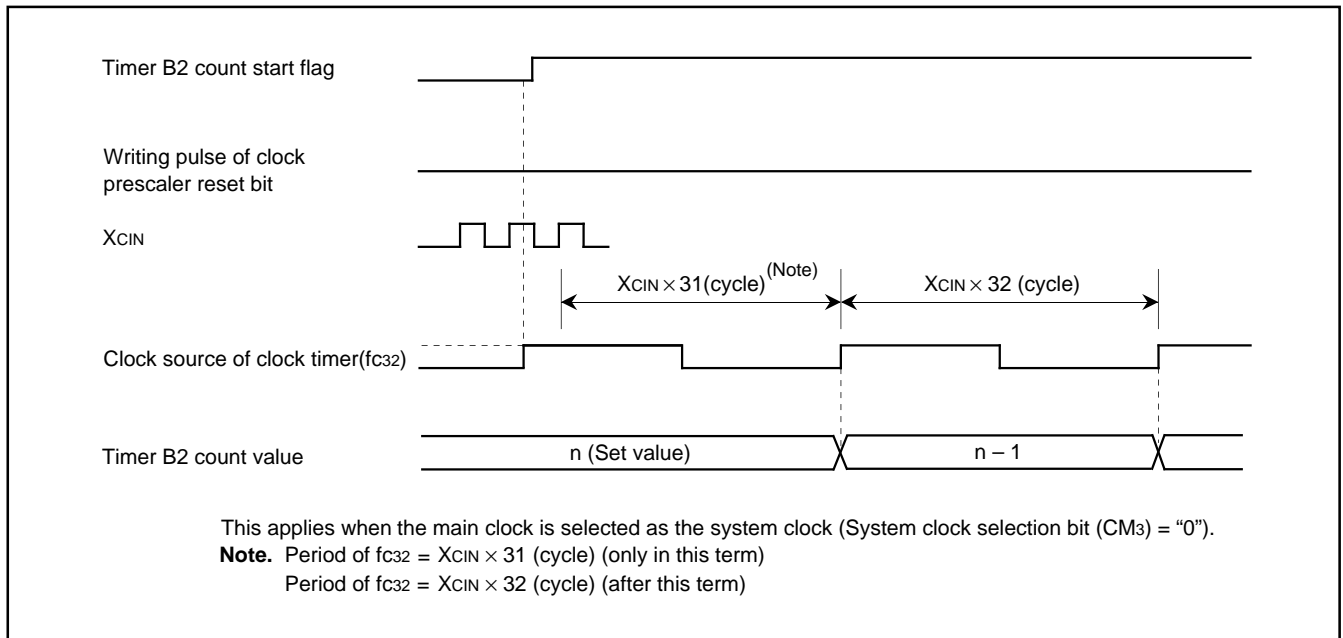 Timer B2 count start flag
Writing pulse of clock
prescaler reset bit
XCIN
XCIN × 31(cycle)(Note)
XCIN × 32 (cycle)
Clock source of clock timer(fc32)
Timer B2 count value
n (Set value)
n – 1
This applies when the main clock is selected as the system clock (System clock selection bit (CM3) = “0”).
Note. Period of fc32 = XCIN × 31 (cycle) (only in this term)
Period of fc32 = XCIN × 32 (cycle) (after this term)